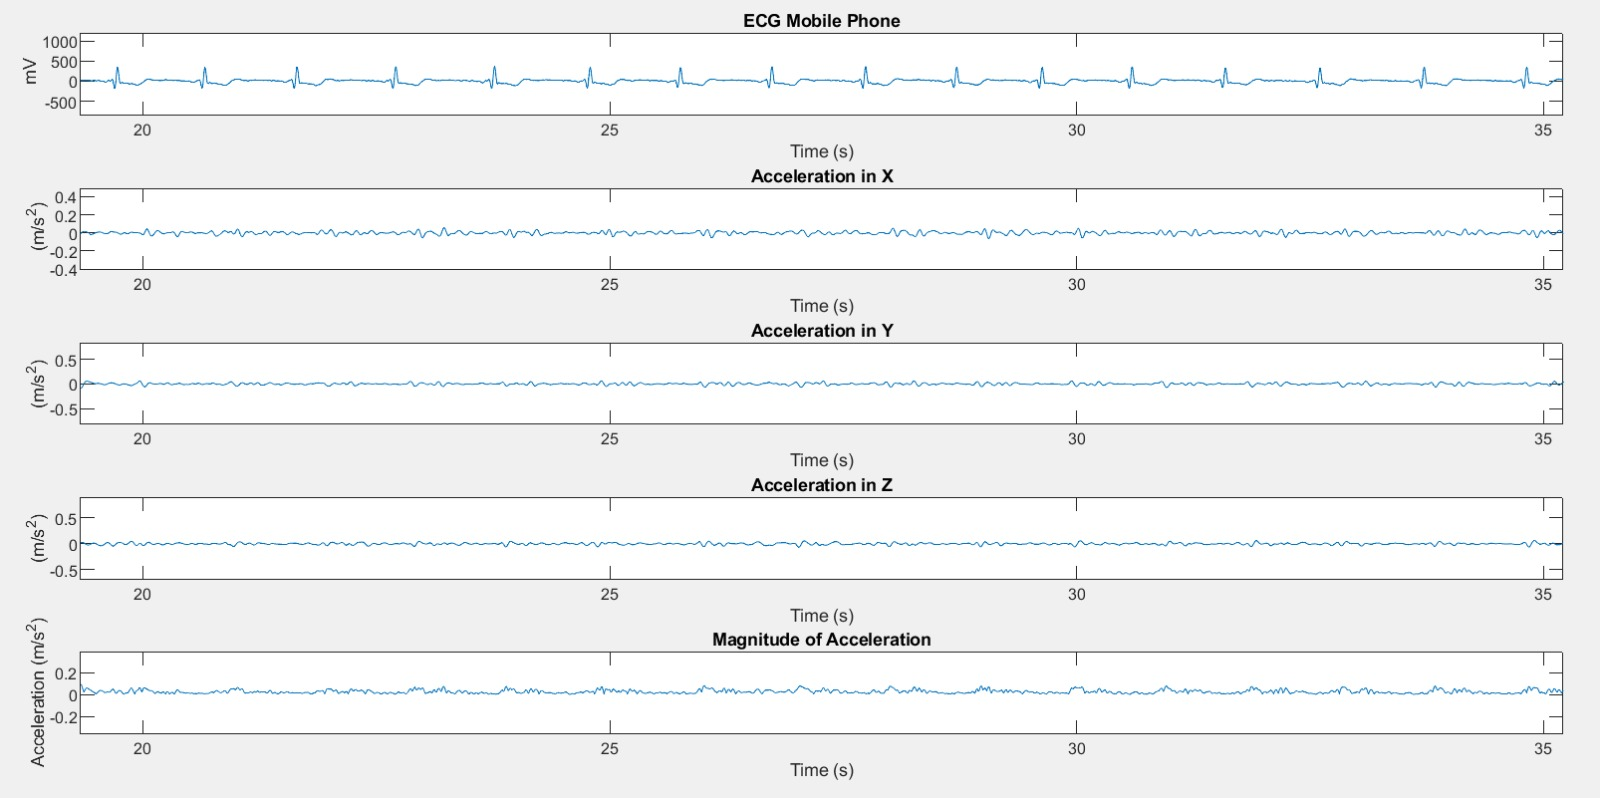 ECG Mobile Phone
mV
1000
500
0
-500
20 25 30 35
Time (s)
Acceleration in X
(m/s²)
0.4
0.2
0
-0.2
-0.4
20 25 30 35
Time (s)
Acceleration in Y
(m/s²)
0.5
0
-0.5
20 25 30 35
Time (s)
Acceleration in Z
(m/s²)
0.5
0
-0.5
20 25 30 35
Time (s)
Magnitude of Acceleration
Acceleration (m/s²)
0.2
0
-0.2
20 25 30 35
Time (s)